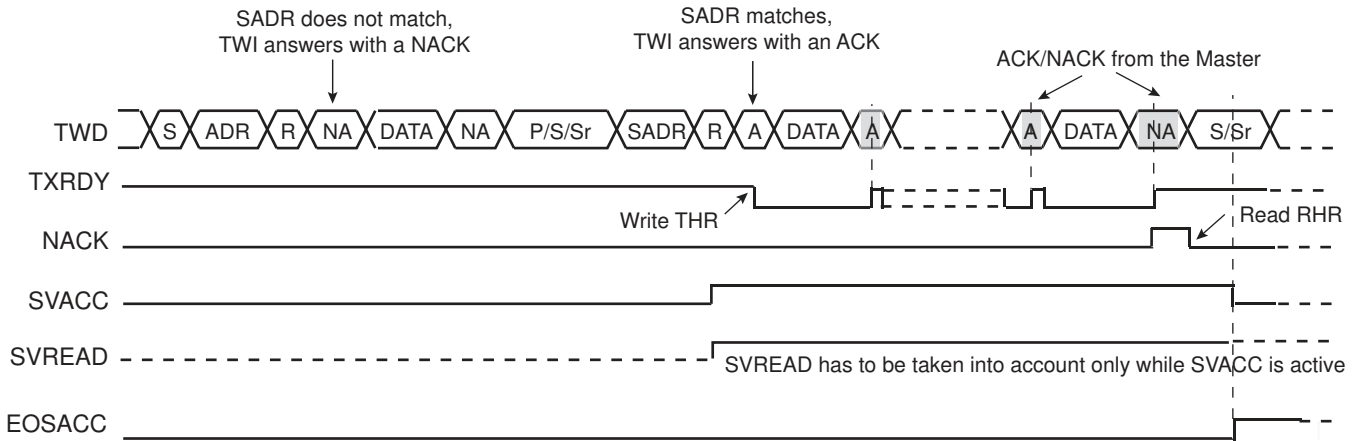 SADR does not match,
TWI answers with a NACK
SADR matches,
TWI answers with an ACK
ACK/NACK from the Master
TWD S ADR R NA DATA NA P/S/Sr SADR R A DATA A A DATA NA S/Sr
TXRDY
Write THR
Read RHR
NACK
SVACC
SVREAD
SVREAD has to be taken into account only while SVACC is active
EOSACC